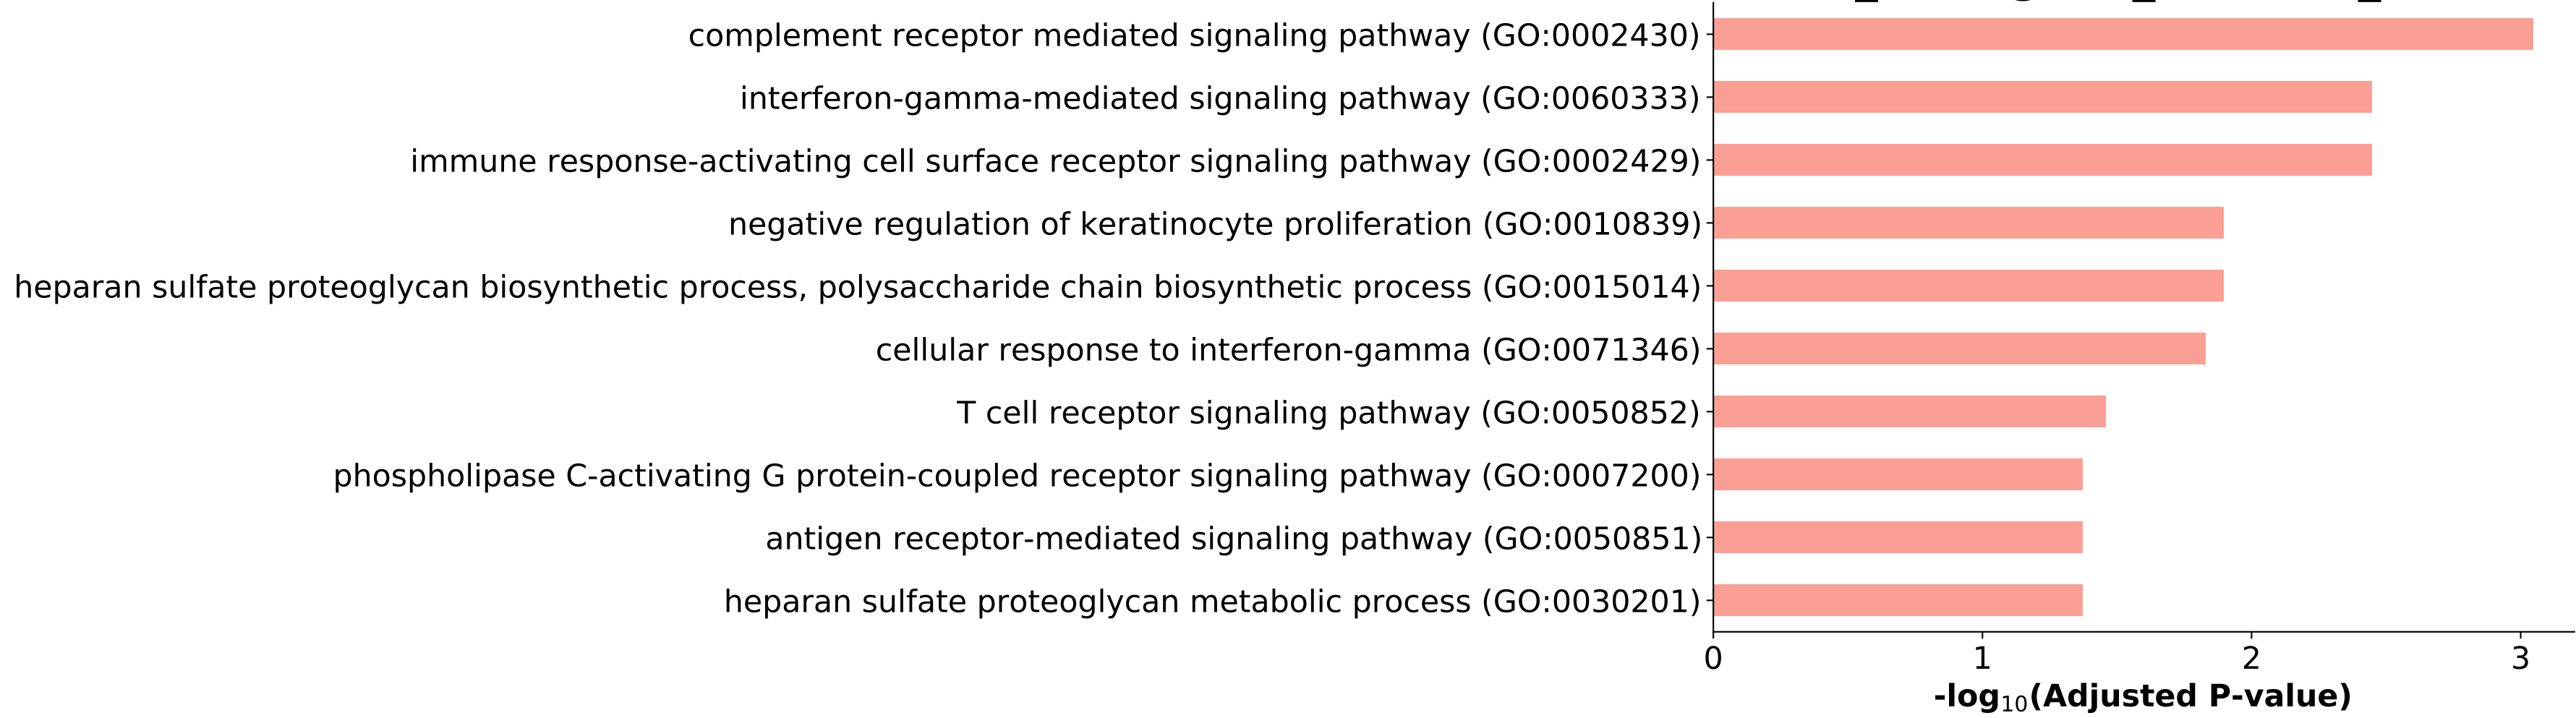 complement receptor mediated signaling pathway (GO:0002430)
interferon-gamma-mediated signaling pathway (GO:0060333)
immune response-activating cell surface receptor signaling pathway (GO:0002429)
negative regulation of keratinocyte proliferation (GO:0010839)
heparan sulfate proteoglycan biosynthetic process, polysaccharide chain biosynthetic process (GO:0015014)
cellular response to interferon-gamma (GO:0071346)
T cell receptor signaling pathway (GO:0050852)
phospholipase C-activating G protein-coupled receptor signaling pathway (GO:0007200)
antigen receptor-mediated signaling pathway (GO:0050851)
heparan sulfate proteoglycan metabolic process (GO:0030201)
0 1 2 3
-log₁₀(Adjusted P-value)